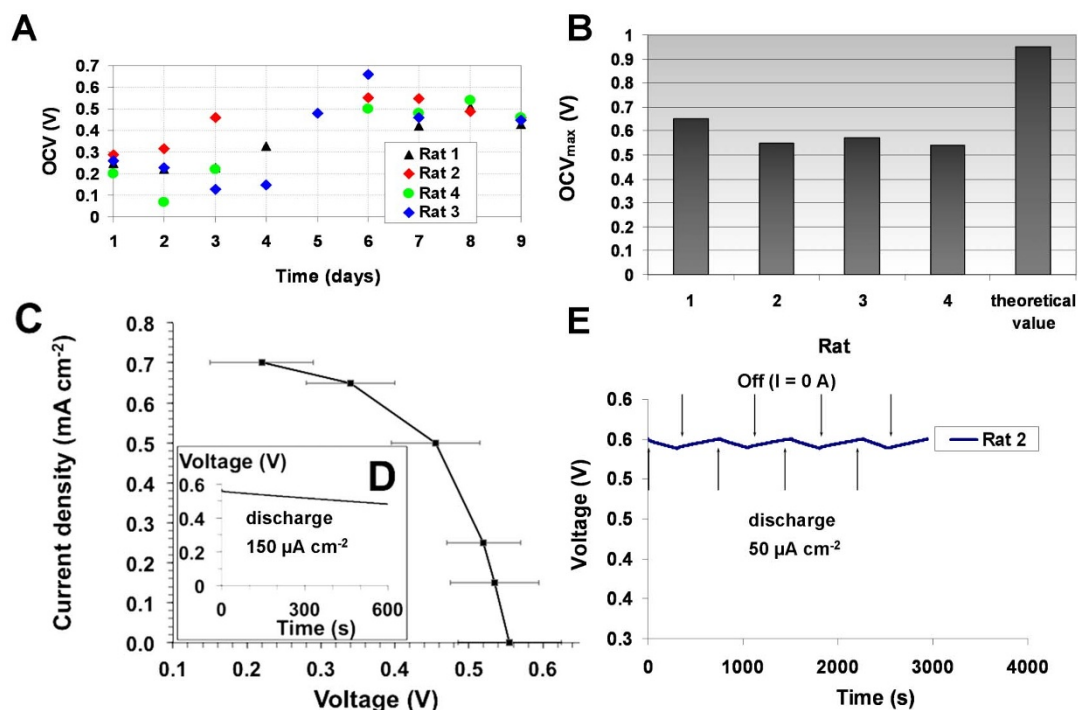 A
OCV (V)
0.7
0.6
0.5
0.4
0.3
0.2
0.1
0
Rat 1
Rat 2
Rat 4
Rat 3
1 2 3 4 5 6 7 8 9
Time (days)
B
OCVmax (V)
1
0.9
0.8
0.7
0.6
0.5
0.4
0.3
0.2
0.1
0
1 2 3 4 theoretical
value
Rat
C
Current density (mA cm-2)
0.8
0.7
0.6
0.5
0.4
0.3
0.2
0.1
0.0
0.1 0.2 0.3 0.4 0.5 0.6
Voltage (V)
D
Voltage (V)
0.6
0.4
0.2
0
discharge
150 µA cm-2
0 300 600
Time (s)
E
Off (I = 0 A)
Voltage (V)
0.6
0.6
0.5
0.5
0.4
0.4
0.3
Rat 2
discharge
50 µA cm-2
0 1000 2000 3000 4000
Time (s)